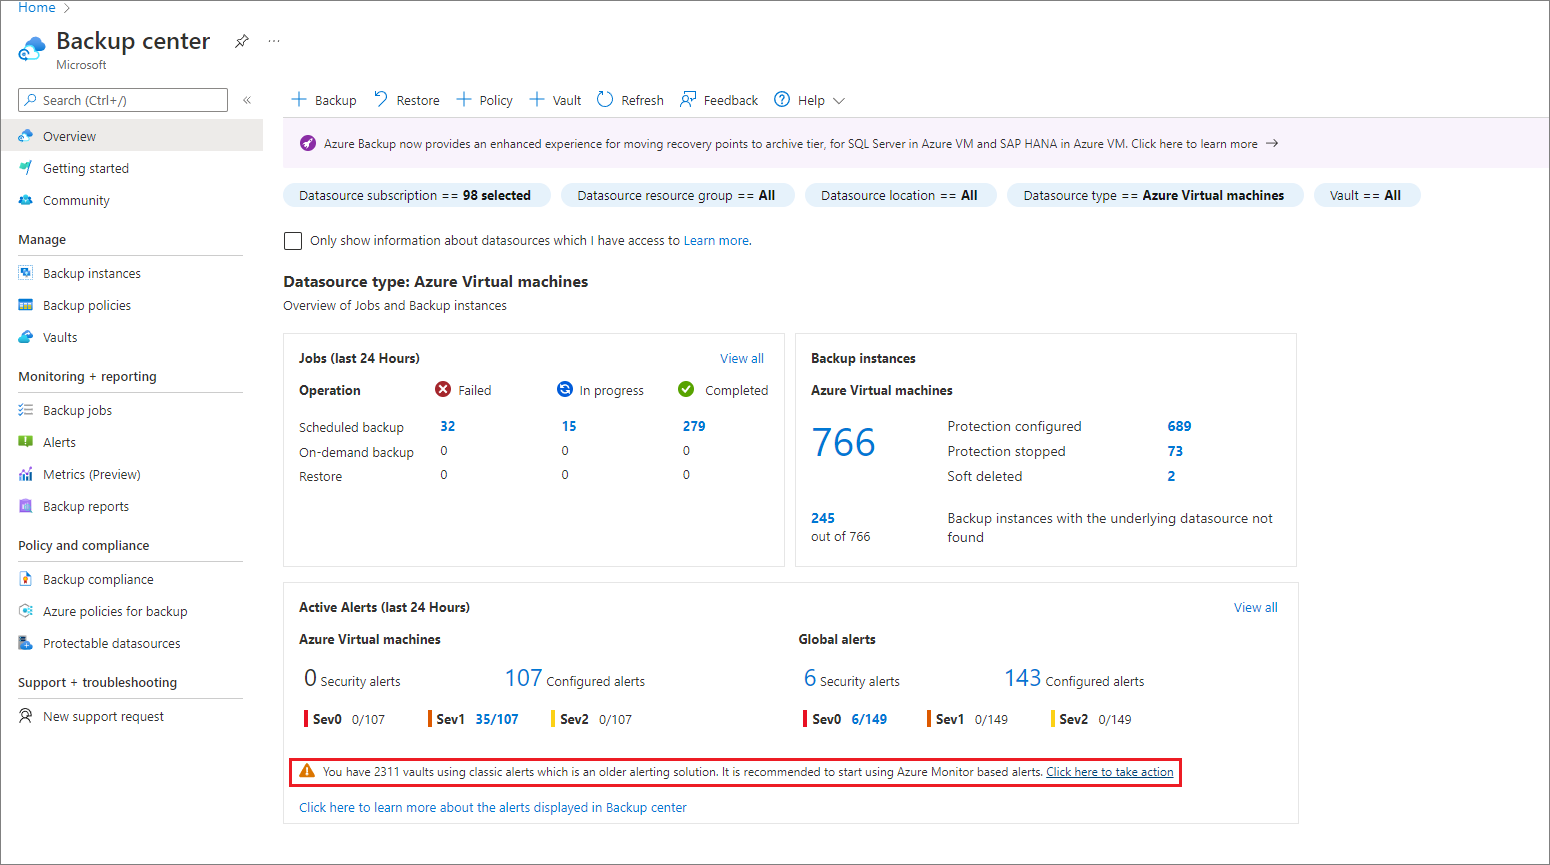 Home
Backup center
Microsoft
Search (Ctrl+/)
Overview
Getting started
Community
Manage
Backup instances
Backup policies
Vaults
Monitoring + reporting
Backup jobs
Alerts
Metrics (Preview)
Backup reports
Policy and compliance
Backup compliance
Azure policies for backup
Protectable datasources
Support + troubleshooting
New support request
Backup Restore Policy Vault Refresh Feedback Help
Azure Backup now provides an enhanced experience for moving recovery points to archive tier, for SQL Server in Azure VM and SAP HANA in Azure VM. Click here to learn more →
Datasource subscription == 98 selected Datasource resource group == All Datasource location == All Datasource type == Azure Virtual machines Vault == All
Only show information about datasources which I have access to Learn more.
Datasource type: Azure Virtual machines
Overview of Jobs and Backup instances
Jobs (last 24 Hours) View all
Operation Failed In progress Completed
Scheduled backup 32 15 279
On-demand backup 0 0 0
Restore 0 0 0
Backup instances
Azure Virtual machines
766
Protection configured 689
Protection stopped 73
Soft deleted 2
245
out of 766
Backup instances with the underlying datasource not
found
Active Alerts (last 24 Hours) View all
Azure Virtual machines
0 Security alerts 107 Configured alerts
Sev0 0/107 Sev1 35/107 Sev2 0/107
Global alerts
6 Security alerts 143 Configured alerts
Sev0 6/149 Sev1 0/149 Sev2 0/149
You have 2311 vaults using classic alerts which is an older alerting solution. It is recommended to start using Azure Monitor based alerts. Click here to take action
Click here to learn more about the alerts displayed in Backup center